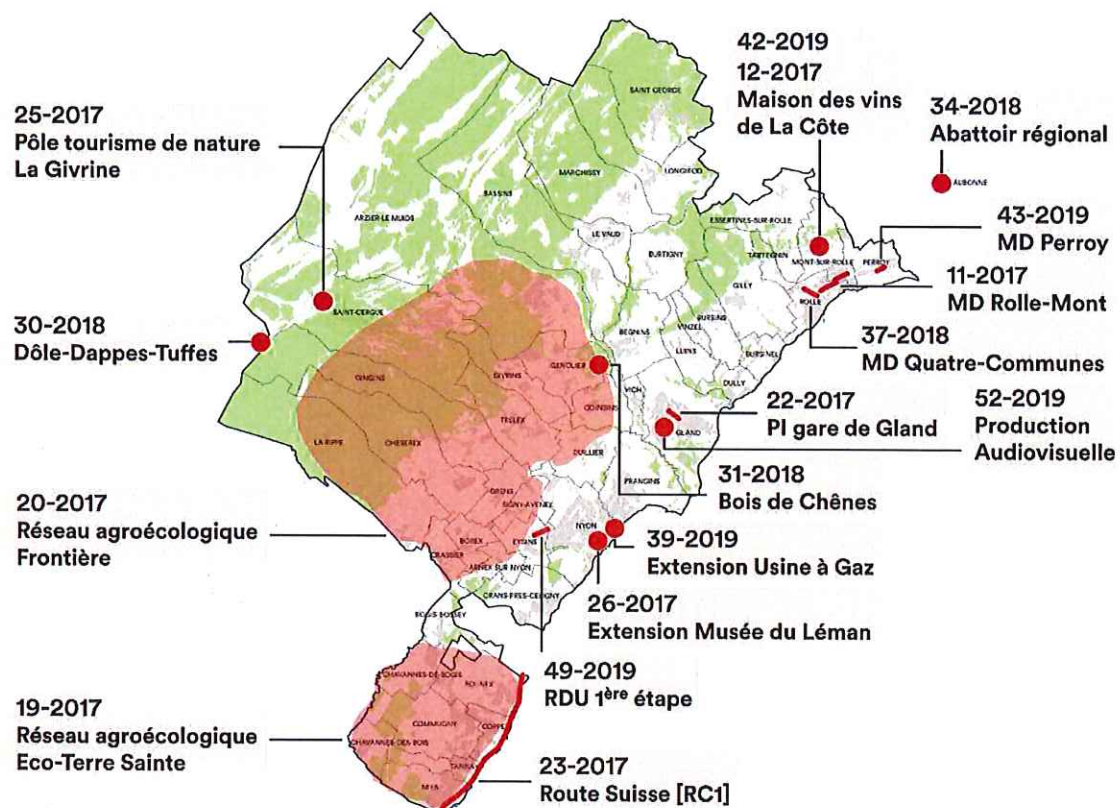 42-2019
12-2017
Maison des vins
de La Côte
34-2018
Abattoir régional
AUBONNE
25-2017
Pôle tourisme de nature
La Givrine
43-2019
MD Perroy
11-2017
MD Rolle-Mont
30-2018
Dôle-Dappes-Tuffes
37-2018
MD Quatre-Communes
22-2017
PI gare de Gland
52-2019
Production
Audiovisuelle
31-2018
Bois de Chênes
20-2017
Réseau agroécologique
Frontière
39-2019
Extension Usine à Gaz
26-2017
Extension Musée du Léman
49-2019
RDU 1ère étape
19-2017
Réseau agroécologique
Eco-Terre Sainte
23-2017
Route Suisse [RC1]
SAINT-GEORGE
LONGIROD
MARCHISSY
BASSINS
ARZIER-LE MUIDS
LE VAUD
BURTIGNY
ESSERTINES-SUR-ROLLE
TARTEGNIN
MONT-SUR-ROLLE
PERROY
ROLLE
GILLY
BURSINS
VINZEL
LUINS
BURSINEL
DULLY
BEGNINS
VICH
GLAND
SAINT-CERGUE
GENOLIER
GIVRINS
COINSINS
GINGINS
TRELEX
LA RIPPE
CHESEREX
DUILLIER
PRANGINS
GRENS
SIGNY-AVENEX
NYON
EYSINS
BOREX
CRASSIER
ARNEX SUR NYON
CRANS-PRES-CELIGNY
BOGIS-BOSSEY
CHAVANNES-DE-BOGIS
FOUNEX
COMMUGNY
COPPET
CHAVANNES-DES-BOIS
TANNAY
MIES